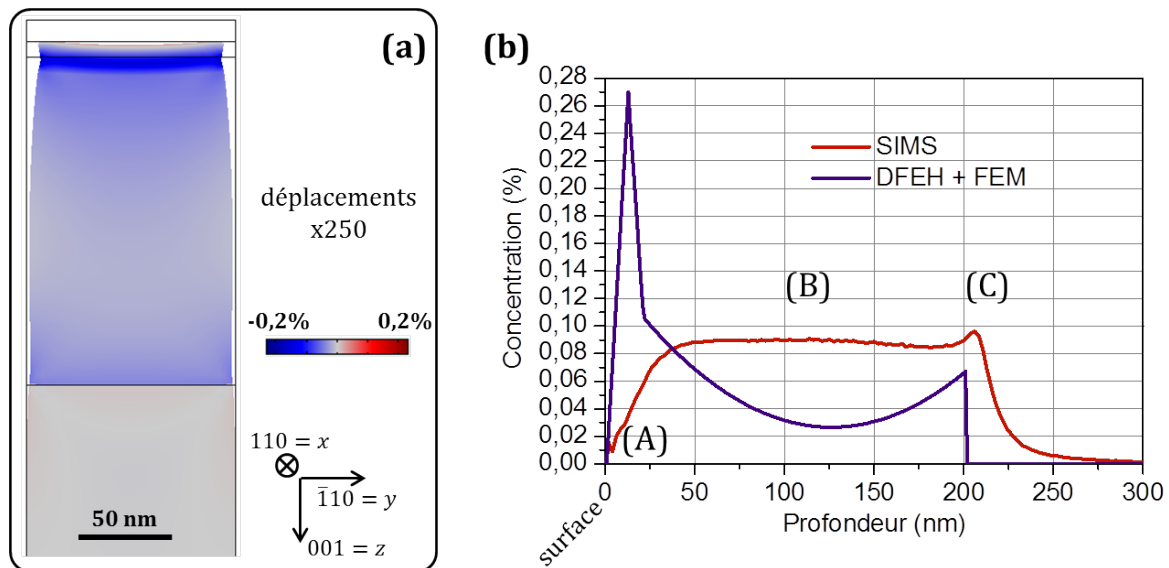 (a)
déplacements
x250
-0,2% 0,2%
110 = x
1̅10 = y
001 = z
50 nm
(b)
0,28
0,26
0,24
0,22
0,20
0,18
0,16
0,14
0,12
0,10
0,08
0,06
0,04
0,02
0,00
Concentration (%)
SIMS
DFEH + FEM
(A)
(B)
(C)
0 50 100 150 200 250 300
surface
Profondeur (nm)